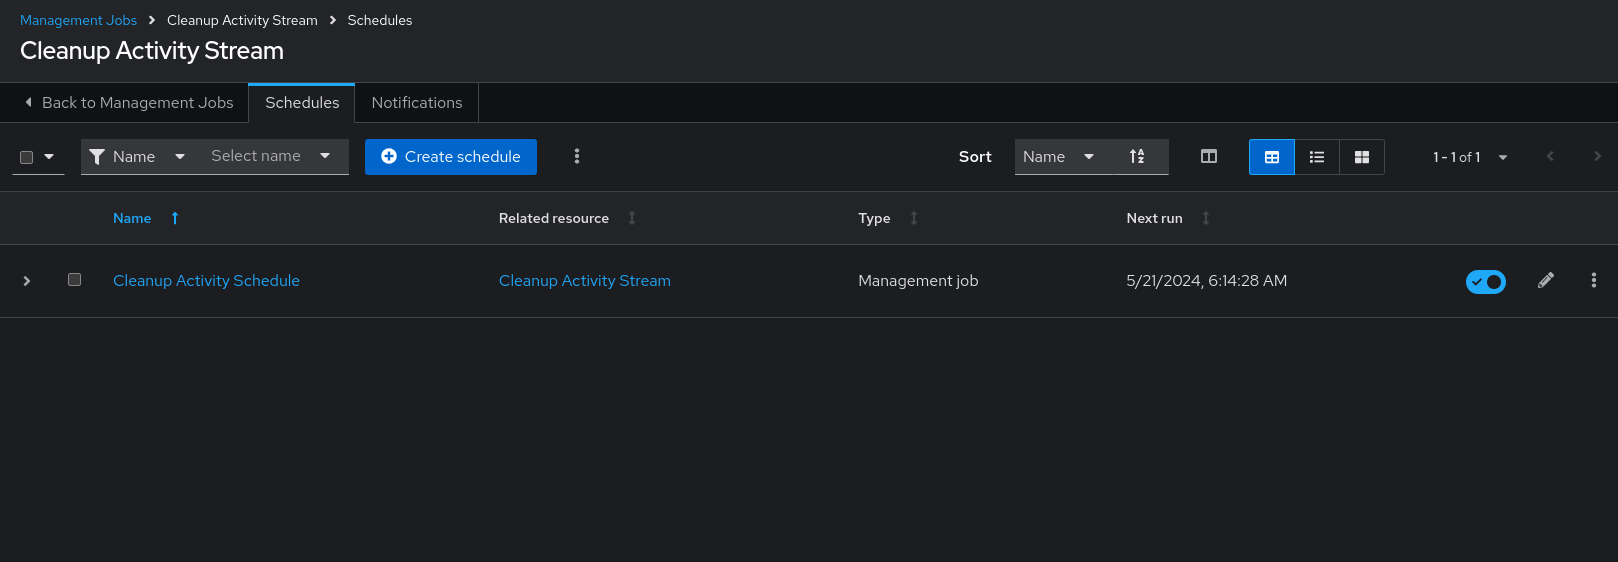 Management Jobs Cleanup Activity Stream Schedules
Cleanup Activity Stream
Back to Management Jobs Schedules Notifications
Name Select name Create schedule Sort Name 1 - 1 of 1
Name Related resource Type Next run
Cleanup Activity Schedule Cleanup Activity Stream Management job 5/21/2024, 6:14:28 AM